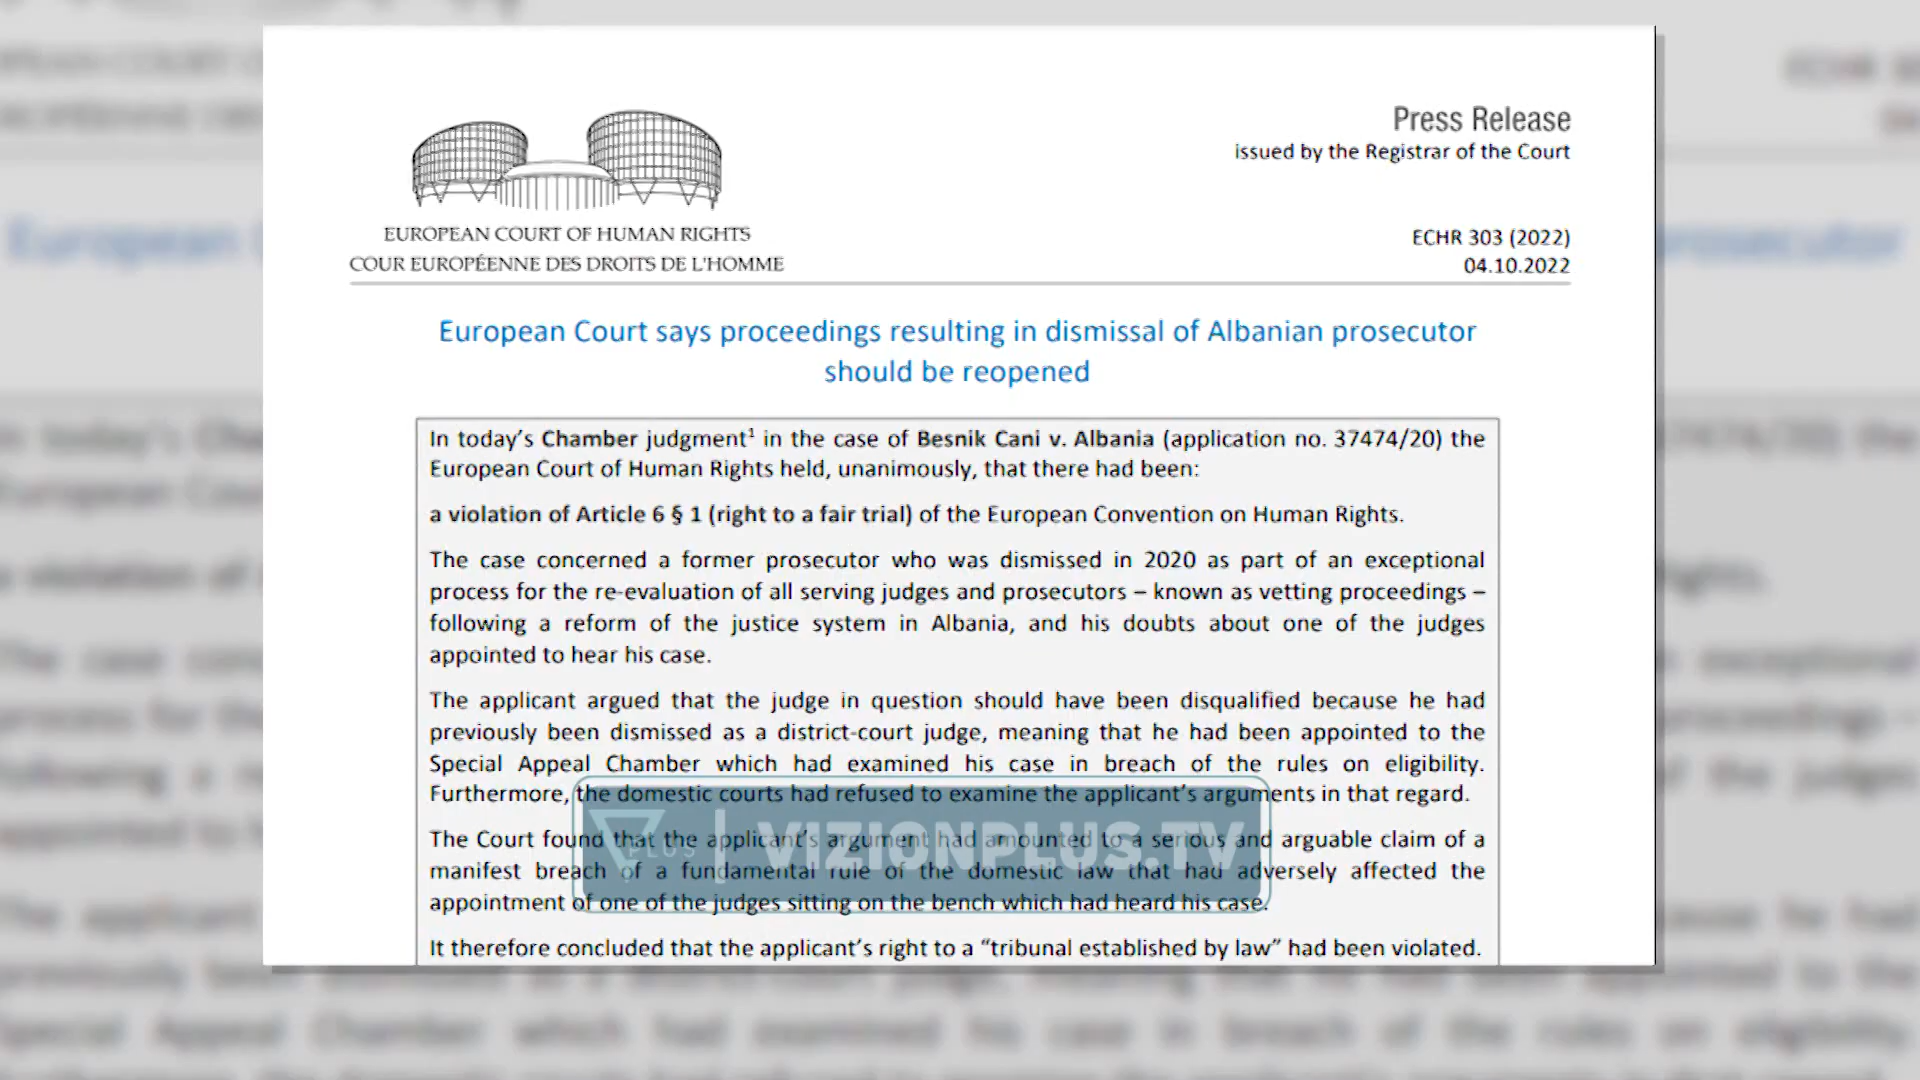 Press Release
issued by the Registrar of the Court
EUROPEAN COURT OF HUMAN RIGHTS
COUR EUROPÉENNE DES DROITS DE L'HOMME
ECHR 303 (2022)
04.10.2022
European Court says proceedings resulting in dismissal of Albanian prosecutor
should be reopened
In today's Chamber judgment¹ in the case of Besnik Cani v. Albania (application no. 37474/20) the
European Court of Human Rights held, unanimously, that there had been:
a violation of Article 6 § 1 (right to a fair trial) of the European Convention on Human Rights.
The case concerned a former prosecutor who was dismissed in 2020 as part of an exceptional
process for the re-evaluation of all serving judges and prosecutors – known as vetting proceedings –
following a reform of the justice system in Albania, and his doubts about one of the judges
appointed to hear his case.
The applicant argued that the judge in question should have been disqualified because he had
previously been dismissed as a district-court judge, meaning that he had been appointed to the
Special Appeal Chamber which had examined his case in breach of the rules on eligibility.
Furthermore, the domestic courts had refused to examine the applicant's arguments in that regard.
The Court found that the applicant's argument had amounted to a serious and arguable claim of a
manifest breach of a fundamental rule of the domestic law that had adversely affected the
appointment of one of the judges sitting on the bench which had heard his case.
It therefore concluded that the applicant's right to a “tribunal established by law” had been violated.
PLUS | VIZIONPLUS.TV